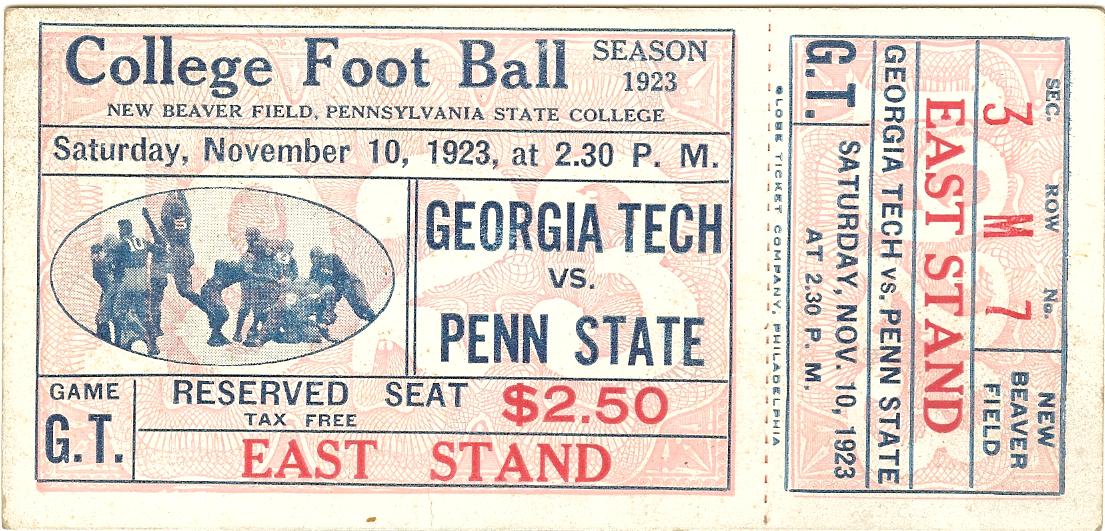 College Foot Ball
SEASON
1923
NEW BEAVER FIELD, PENNSYLVANIA STATE COLLEGE
Saturday, November 10, 1923, at 2.30 P. M.
10
5
GEORGIA TECH
VS.
PENN STATE
GAME
G.T.
RESERVED SEAT $2.50
TAX FREE
EAST STAND
GLOBE TICKET COMPANY, PHILADELPHIA
SEC. ROW No.
3 M 7
NEW
BEAVER
FIELD
EAST STAND
GEORGIA TECH vs. PENN STATE
G.T.
SATURDAY, NOV. 10, 1923
AT 2.30 P. M.